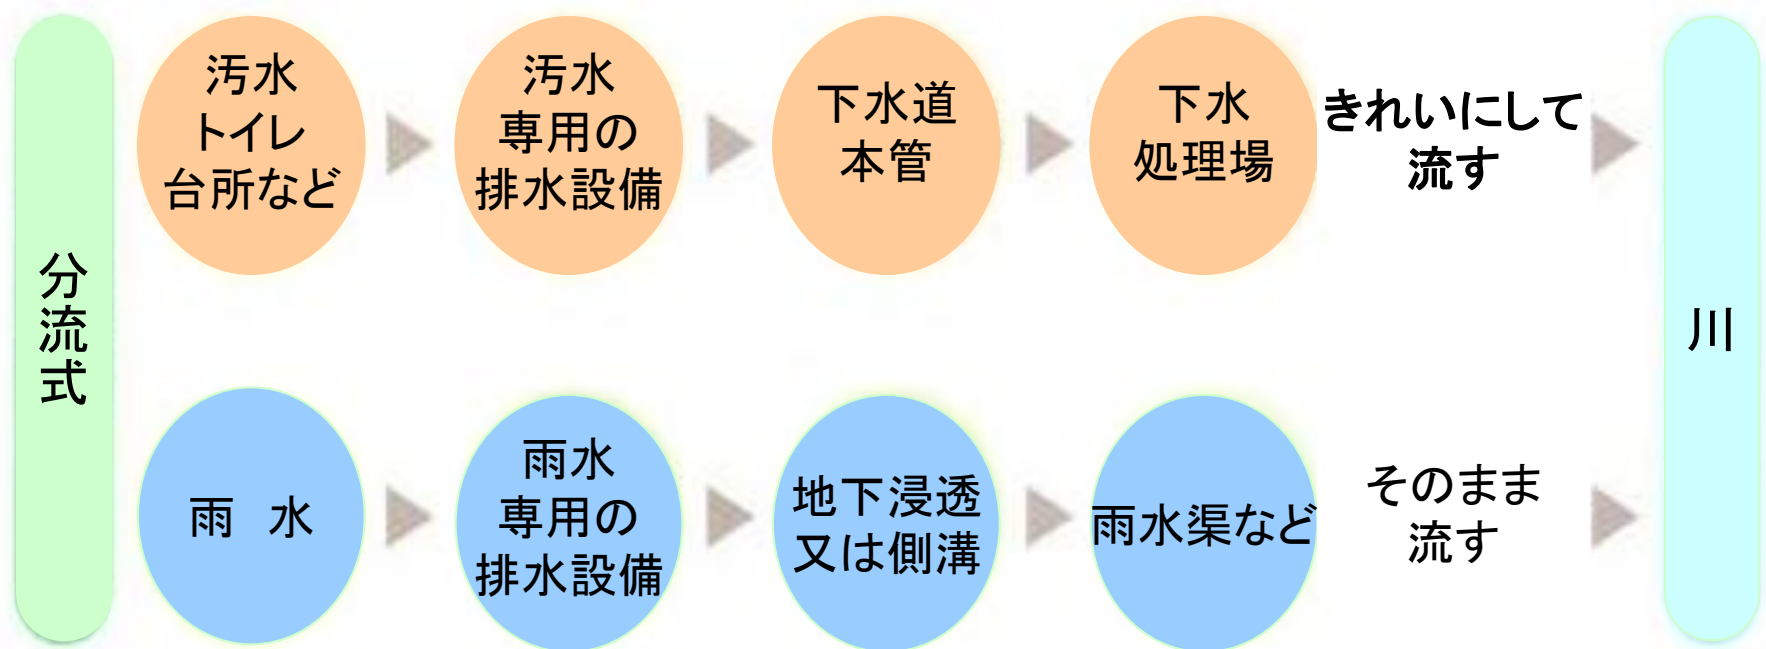 分流式
汚水
トイレ
台所など
汚水
専用の
排水設備
下水道
本管
下水
処理場
きれいにして
流す
雨　水
雨水
専用の
排水設備
地下浸透
又は側溝
雨水渠など
そのまま
流す
川